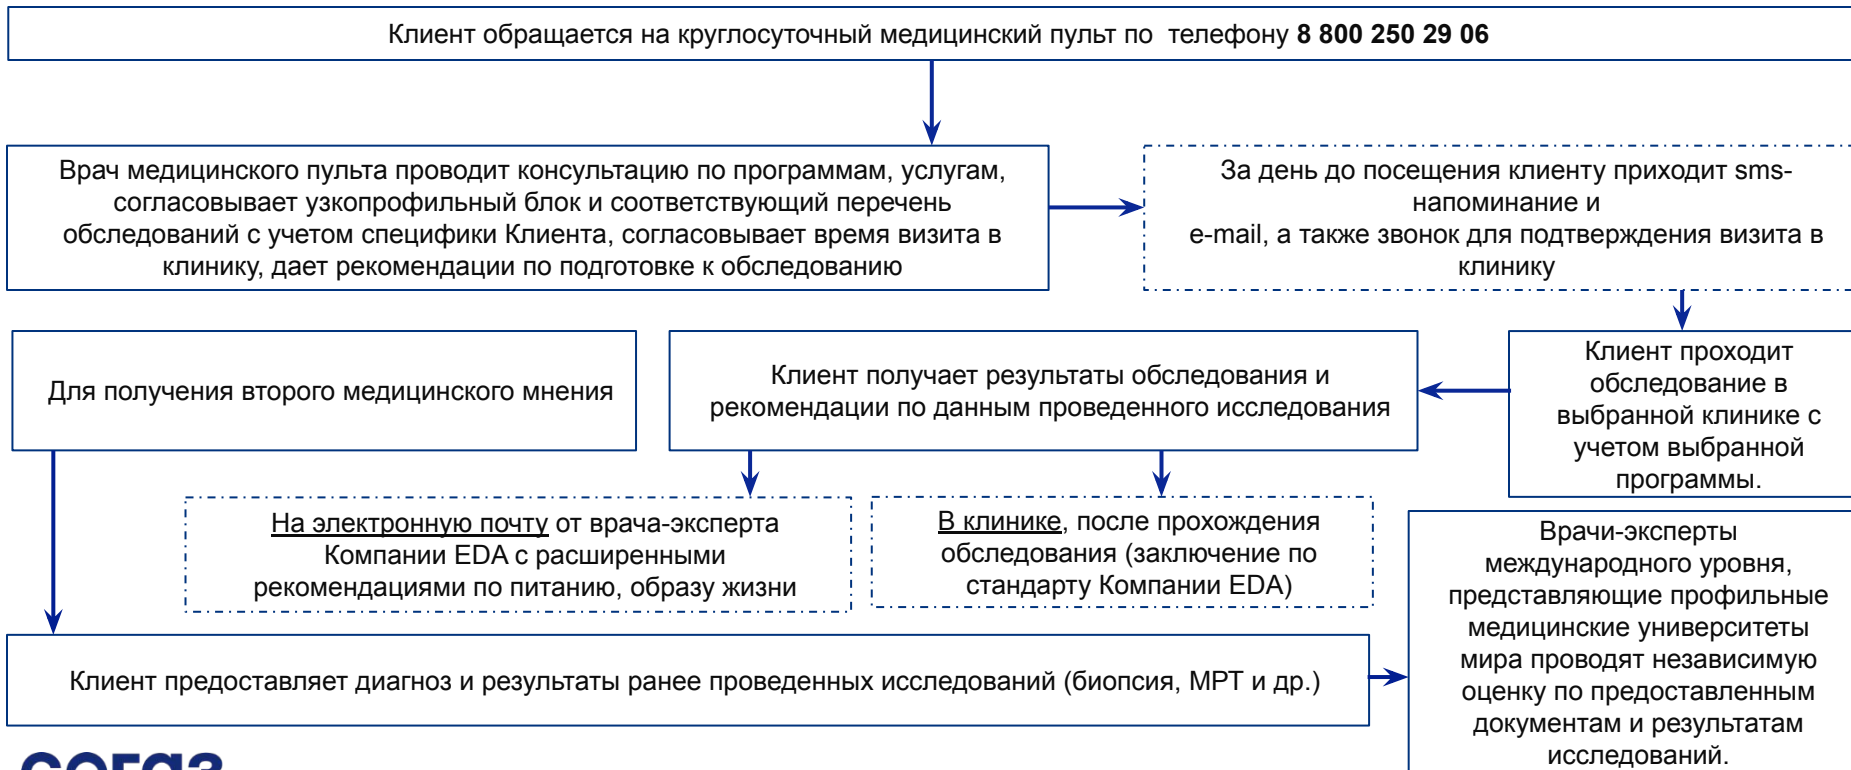 Клиент обращается на круглосуточный медицинский пульт по телефону 8 800 250 29 06
Врач медицинского пульта проводит консультацию по программам, услугам,
согласовывает узкопрофильный блок и соответствующий перечень
обследований с учетом специфики Клиента, согласовывает время визита в
клинику, дает рекомендации по подготовке к обследованию
За день до посещения клиенту приходит sms-
напоминание и
e-mail, а также звонок для подтверждения визита в
клинику
Для получения второго медицинского мнения
Клиент получает результаты обследования и
рекомендации по данным проведенного исследования
Клиент проходит
обследование в
выбранной клинике с
учетом выбранной
программы.
На электронную почту от врача-эксперта
Компании EDA с расширенными
рекомендациями по питанию, образу жизни
В клинике, после прохождения
обследования (заключение по
стандарту Компании EDA)
Клиент предоставляет диагноз и результаты ранее проведенных исследований (биопсия, МРТ и др.)
Врачи-эксперты
международного уровня,
представляющие профильные
медицинские университеты
мира проводят независимую
оценку по предоставленным
документам и результатам
исследований.
согаз